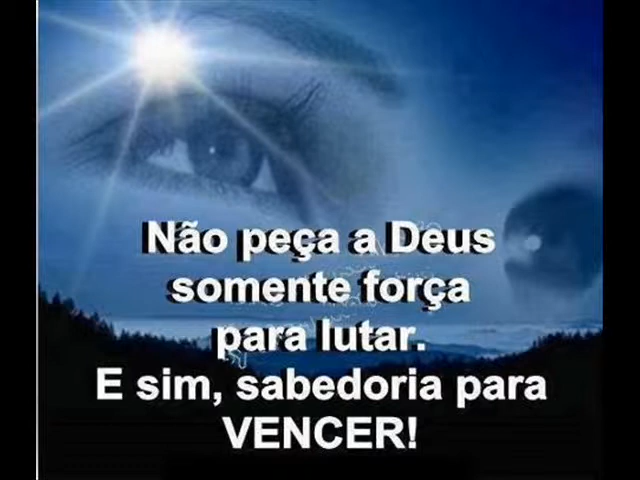 Não peça a Deus
somente força
para lutar.
E sim, sabedoria para
VENCER!